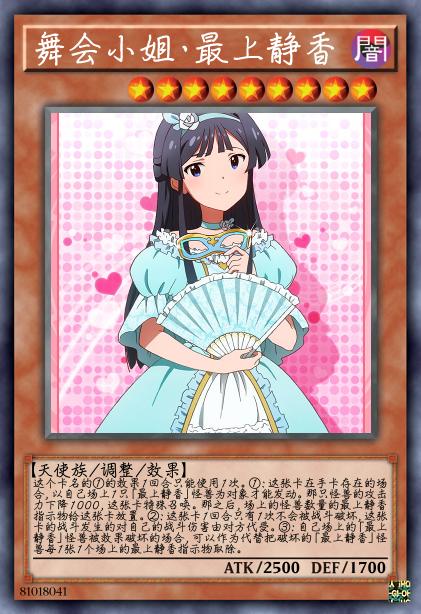 舞会小姐·最上静香
闇
【天使族/调整/效果】
这个卡名的①的效果1回合只能使用1次。①:这张卡在手卡存在的场
合,以自己场上1只「最上静香」怪兽为对象才能发动。那只怪兽的攻击
力下降1000,这张卡特殊召唤。那之后,场上的怪兽数量的最上静香
指示物给这张卡放置。②:这张卡1回合只有1次不会被战斗破坏,这张
卡的战斗发生的对自己的战斗伤害由对方代受。③:自己场上的「最上
静香」怪兽被效果破坏的场合,可以作为代替把破坏的「最上静香」怪
兽每1张1个场上的最上静香指示物取除。
ATK/2500 DEF/1700
81018041